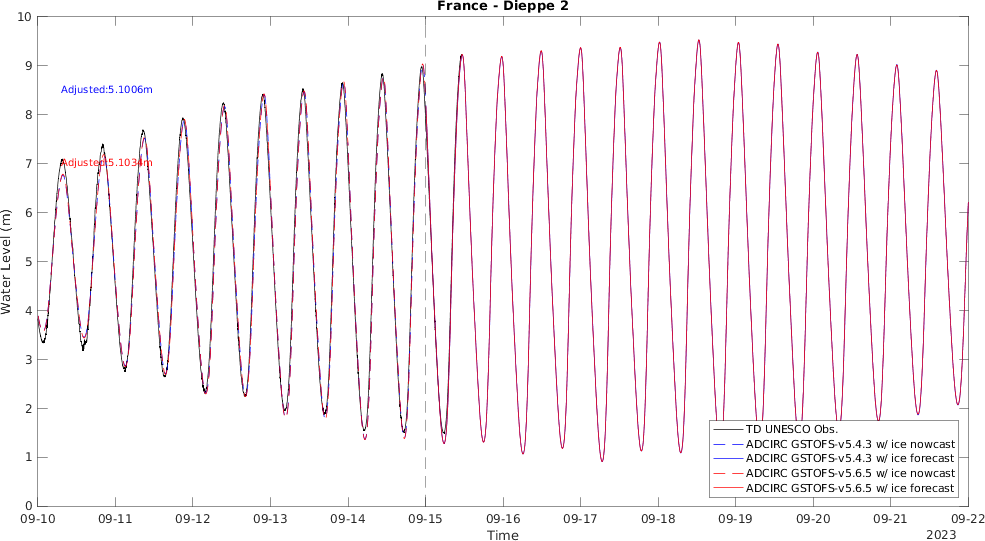 France - Dieppe 2
10
9
8
7
6
5
4
3
2
1
0
Water Level (m)
Adjusted:5.1006m
Adjusted:5.1034m
TD UNESCO Obs.
ADCIRC GSTOFS-v5.4.3 w/ ice nowcast
ADCIRC GSTOFS-v5.4.3 w/ ice forecast
ADCIRC GSTOFS-v5.6.5 w/ ice nowcast
ADCIRC GSTOFS-v5.6.5 w/ ice forecast
09-10 09-11 09-12 09-13 09-14 09-15 09-16 09-17 09-18 09-19 09-20 09-21 09-22
Time
2023